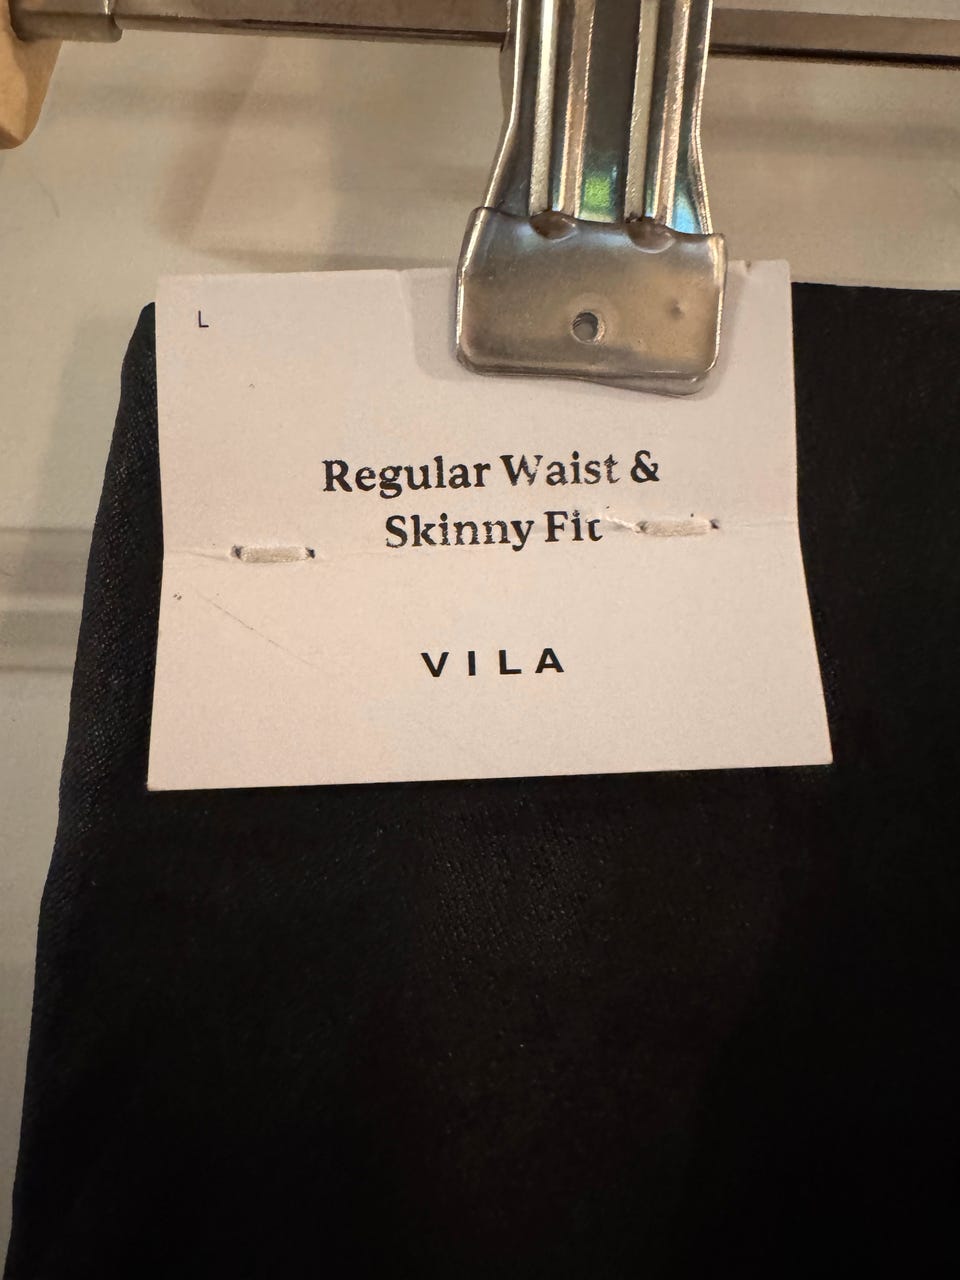 L
Regular Waist &
Skinny Fit
VILA